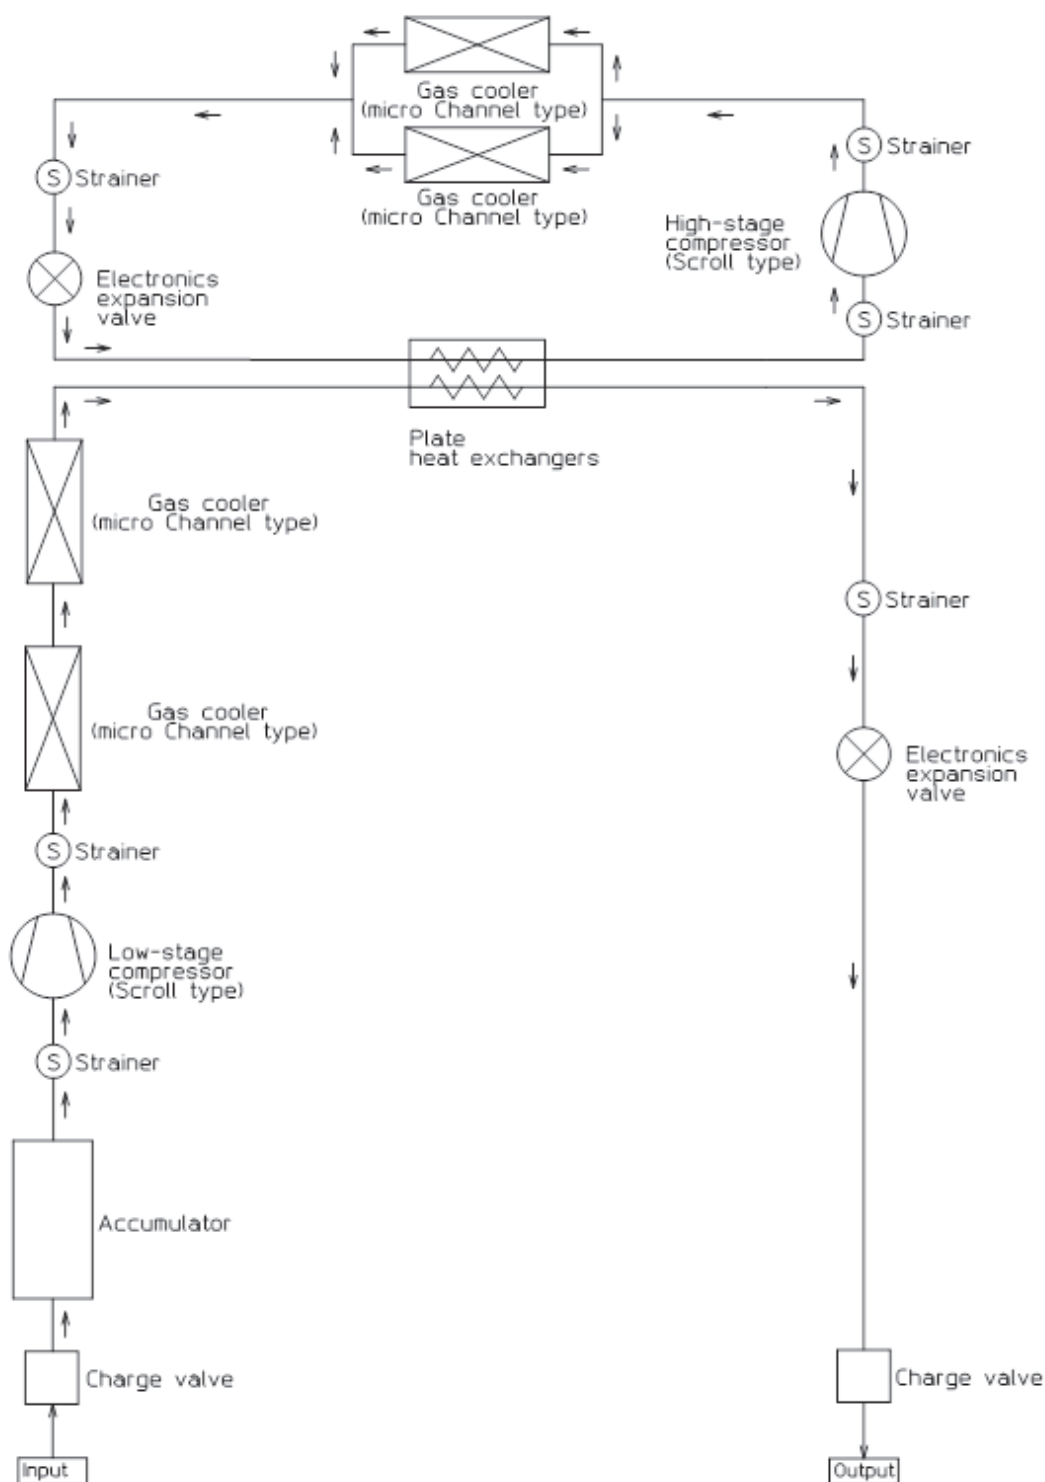 Gas cooler
(micro Channel type)
S Strainer
S Strainer
Gas cooler
(micro Channel type)
High-stage
compressor
(Scroll type)
Electronics
expansion
valve
S Strainer
Plate
heat exchangers
Gas cooler
(micro Channel type)
S Strainer
Gas cooler
(micro Channel type)
Electronics
expansion
valve
S Strainer
Low-stage
compressor
(Scroll type)
S Strainer
Accumulator
Charge valve
Charge valve
Input
Output